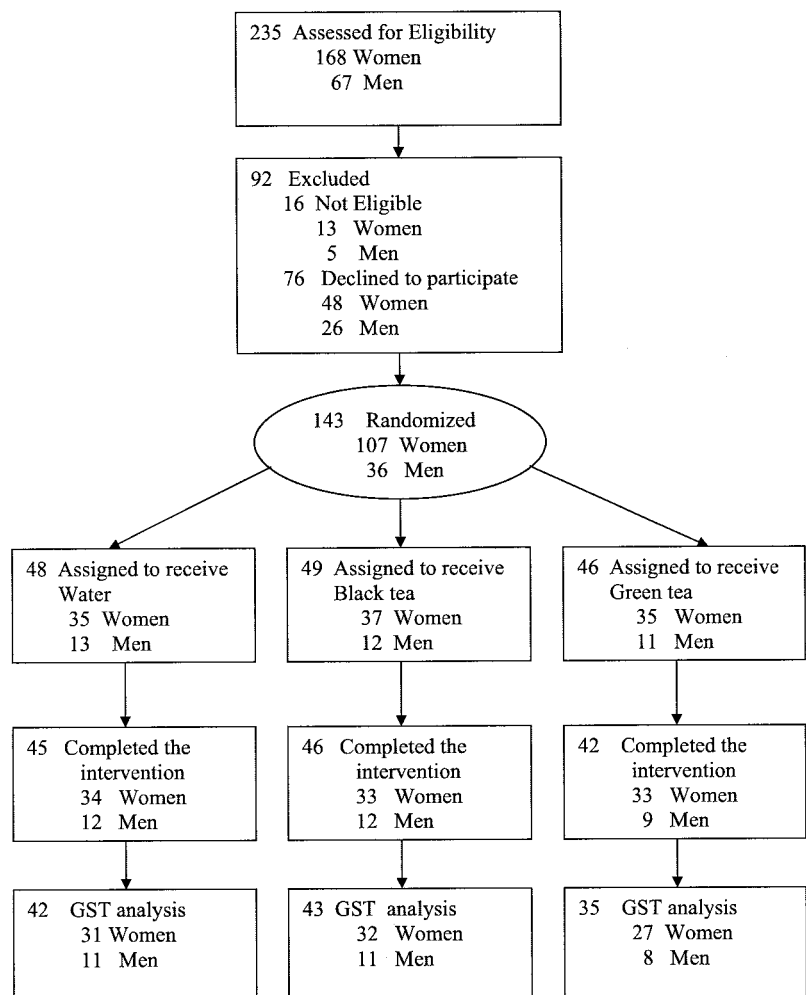 235 Assessed for Eligibility
168 Women
67 Men
92 Excluded
16 Not Eligible
13 Women
5 Men
76 Declined to participate
48 Women
26 Men
143 Randomized
107 Women
36 Men
48 Assigned to receive
Water
35 Women
13 Men
49 Assigned to receive
Black tea
37 Women
12 Men
46 Assigned to receive
Green tea
35 Women
11 Men
45 Completed the
intervention
34 Women
12 Men
46 Completed the
intervention
33 Women
12 Men
42 Completed the
intervention
33 Women
9 Men
42 GST analysis
31 Women
11 Men
43 GST analysis
32 Women
11 Men
35 GST analysis
27 Women
8 Men